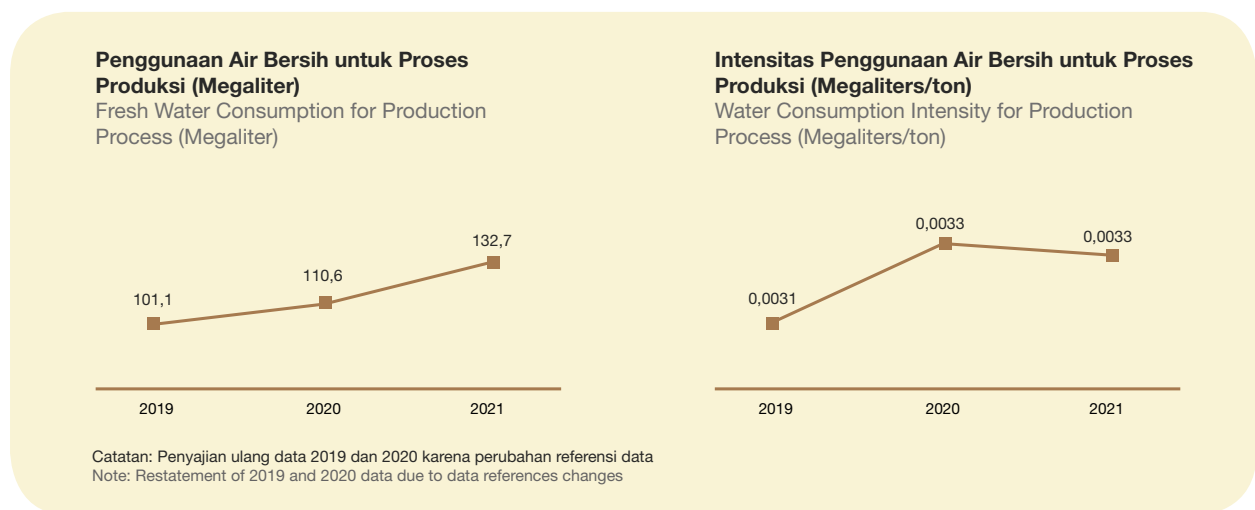 Penggunaan Air Bersih untuk Proses
Produksi (Megaliter)
Fresh Water Consumption for Production
Process (Megaliter)
101,1
110,6
132,7
2019
2020
2021
Intensitas Penggunaan Air Bersih untuk Proses
Produksi (Megaliters/ton)
Water Consumption Intensity for Production
Process (Megaliters/ton)
0,0031
0,0033
0,0033
2019
2020
2021
Catatan: Penyajian ulang data 2019 dan 2020 karena perubahan referensi data
Note: Restatement of 2019 and 2020 data due to data references changes